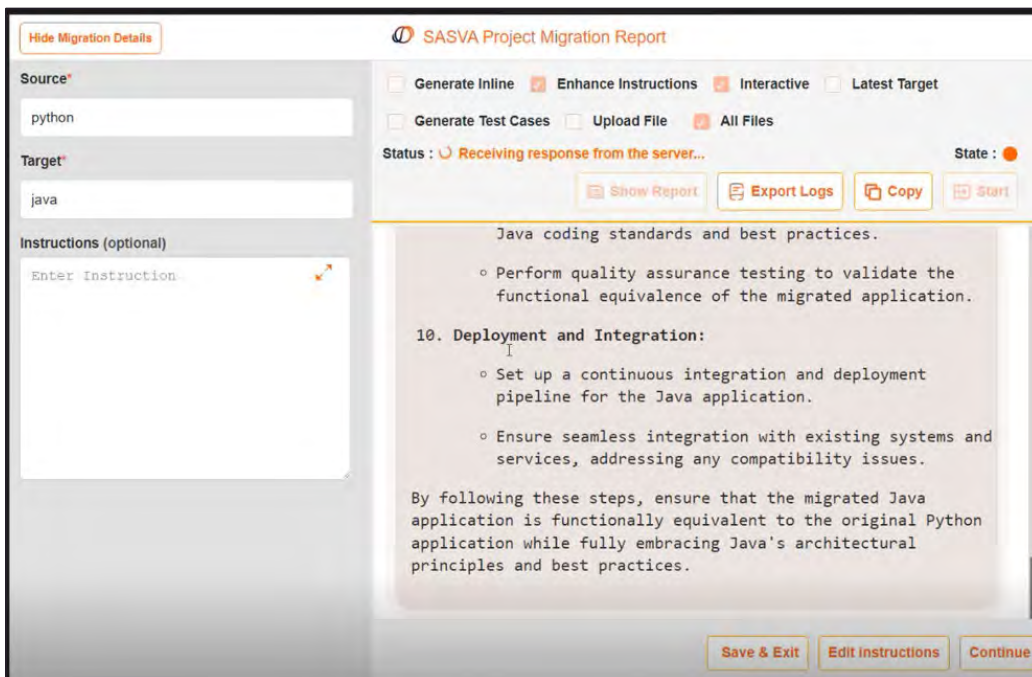 Hide Migration Details
SASVA Project Migration Report
Source*
python
Target*
java
Instructions (optional)
Enter Instruction
Generate Inline Enhance Instructions Interactive Latest Target
Generate Test Cases Upload File All Files
Status : Receiving response from the server... State :
Show Report Export Logs Copy Start
Java coding standards and best practices.
○ Perform quality assurance testing to validate the
functional equivalence of the migrated application.
10. Deployment and Integration:
○ Set up a continuous integration and deployment
pipeline for the Java application.
○ Ensure seamless integration with existing systems and
services, addressing any compatibility issues.
By following these steps, ensure that the migrated Java
application is functionally equivalent to the original Python
application while fully embracing Java's architectural
principles and best practices.
Save & Exit Edit instructions Continue